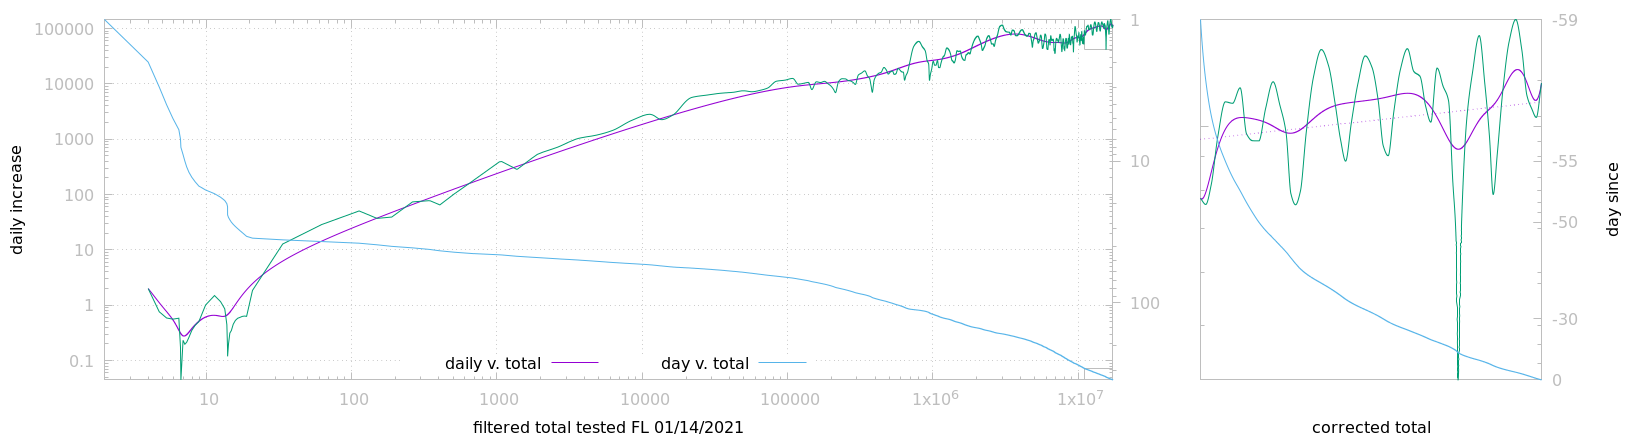 100000
10000
1000
100
10
1
0.1
daily increase
daily v. total
day v. total
10
100
1000
10000
100000
1x10^6
1x10^7
filtered total tested FL 01/14/2021
1
10
100
-59
-55
-50
-30
0
day since
corrected total